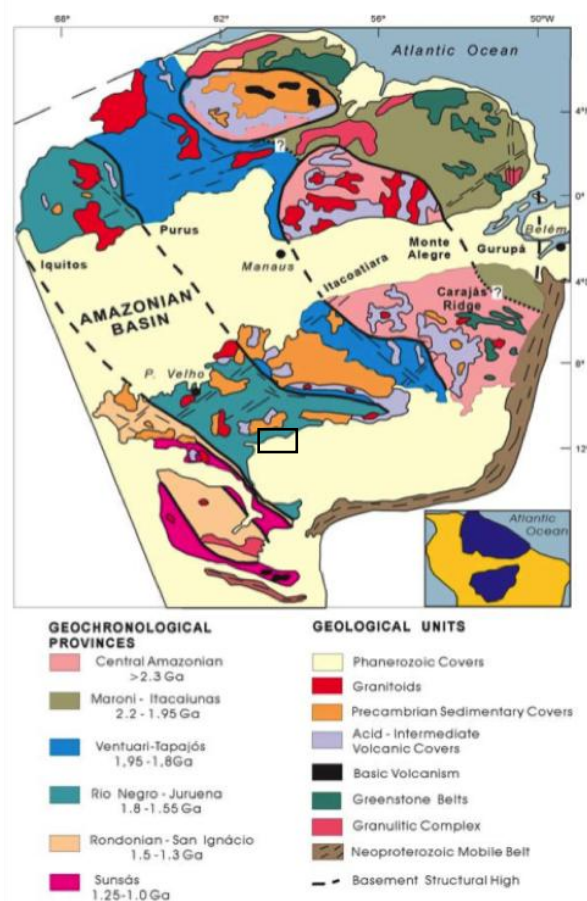 68° 62° 56° 50°W
Atlantic Ocean
4°N
?
0°
Purus
Belém
Iquitos
Manaus
Monte
Alegre
Gurupá
Itacoatiara
4°S
?
Carajás
Ridge
AMAZONIAN
BASIN
P. Velho
8°
12°
Atlantic
Ocean
GEOCHRONOLOGICAL
PROVINCES
Central Amazonian
>2.3 Ga
Maroni - Itacaiunas
2.2 - 1.95 Ga
Ventuari-Tapajós
1,95 -1,8Ga
Rio Negro - Juruena
1.8 - 1.55 Ga
Rondonian - San Ignácio
1.5 - 1.3 Ga
Sunsás
1.25-1.0 Ga
GEOLOGICAL UNITS
Phanerozoic Covers
Granitoids
Precambrian Sedimentary Covers
Acid - Intermediate
Volcanic Covers
Basic Volcanism
Greenstone Belts
Granulitic Complex
Neoproterozoic Mobile Belt
Basement Structural High